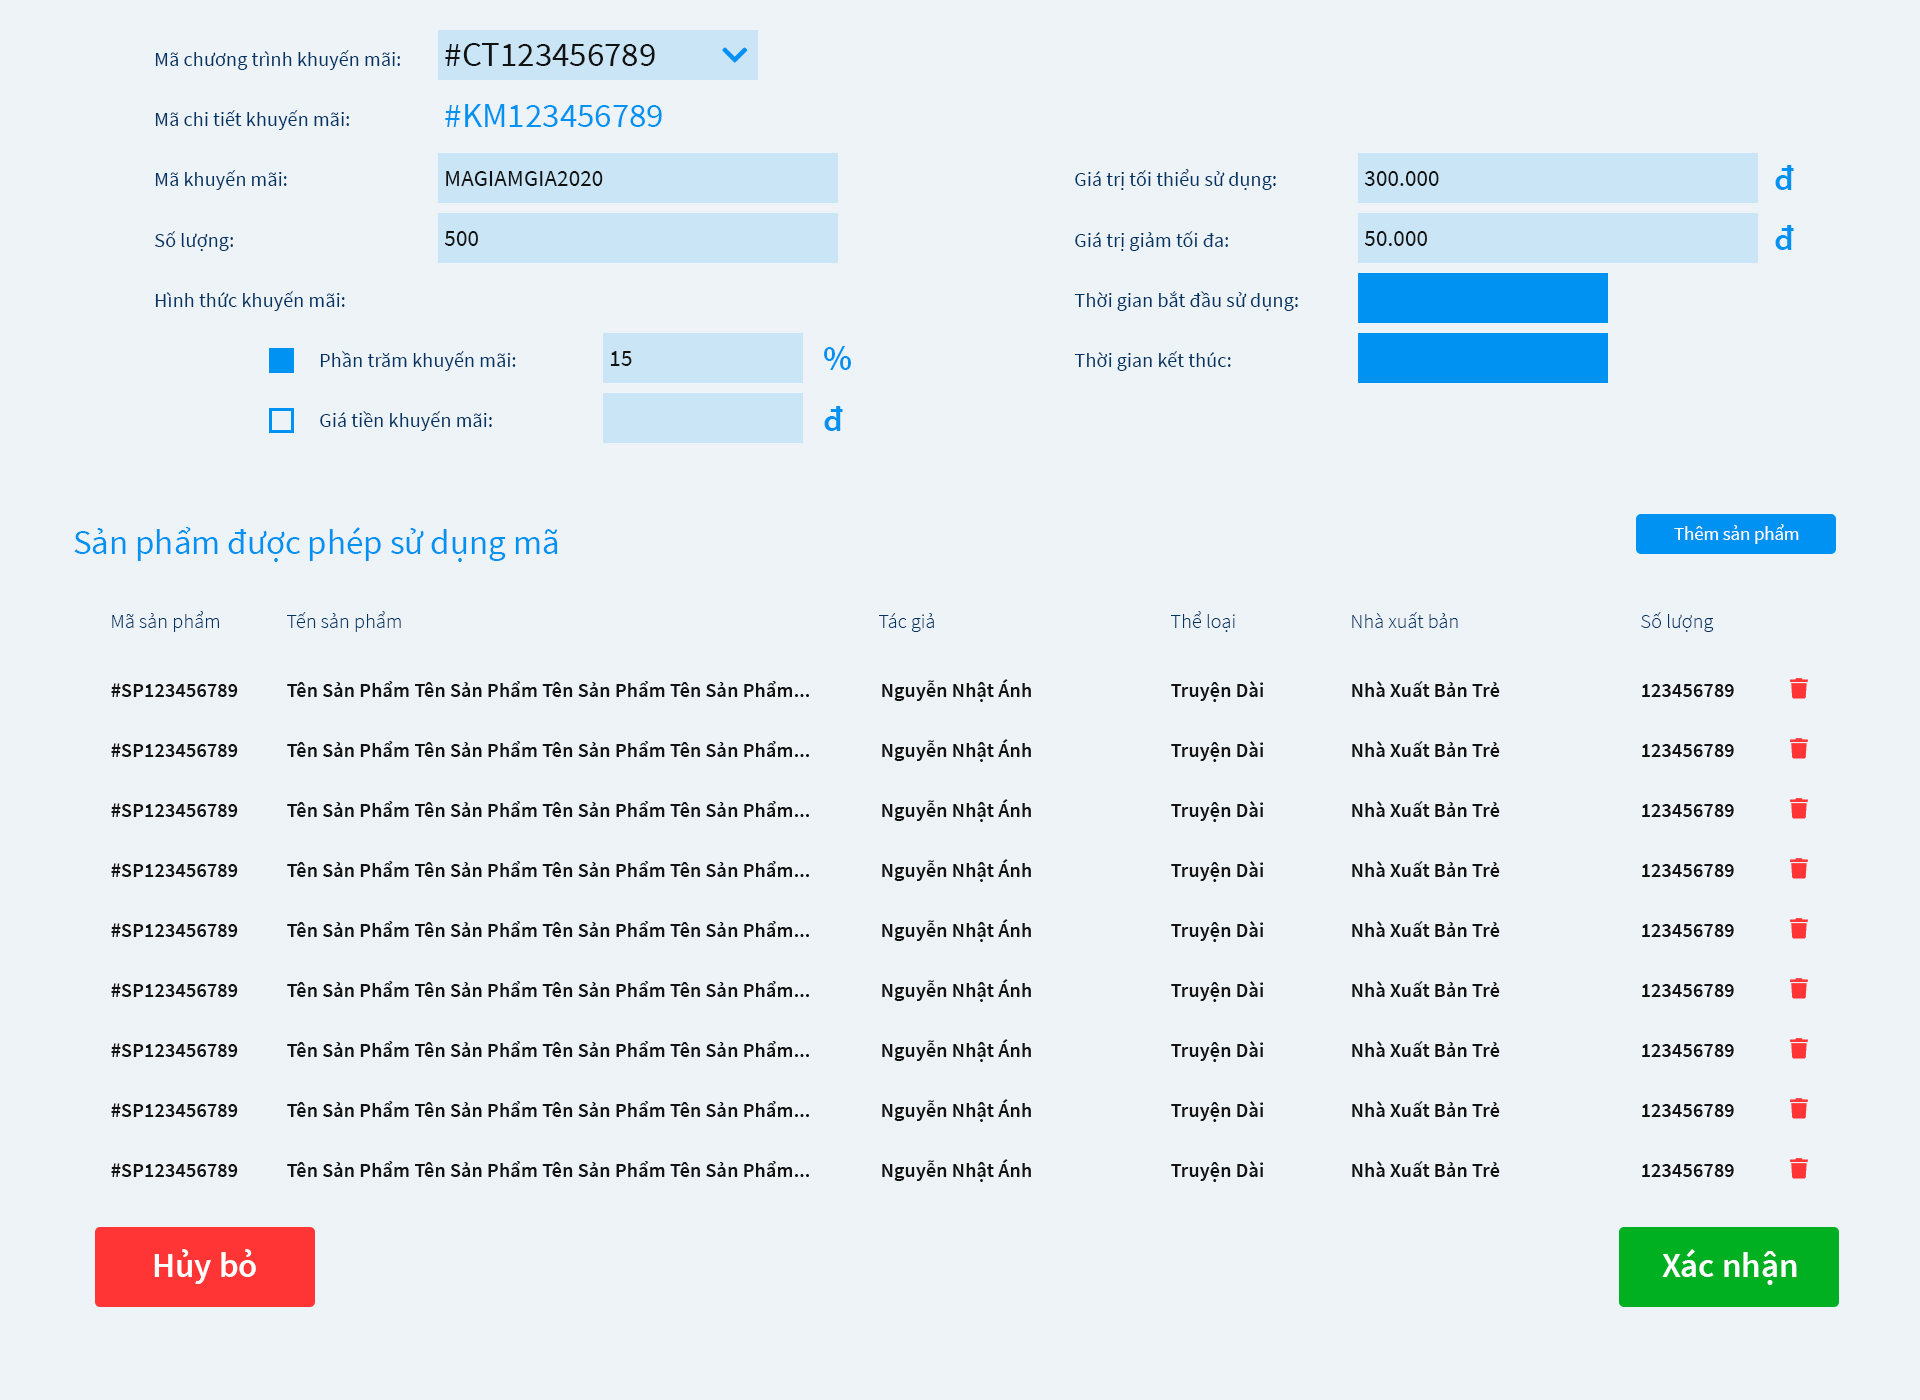 Mã chương trình khuyến mãi: #CT123456789
Mã chi tiết khuyến mãi: #KM123456789
Mã khuyến mãi: MAGIAMGIA2020 Giá trị tối thiểu sử dụng: 300.000 đ
Số lượng: 500 Giá trị giảm tối đa: 50.000 đ
Hình thức khuyến mãi: Thời gian bắt đầu sử dụng:
Phần trăm khuyến mãi: 15 % Thời gian kết thúc:
Giá tiền khuyến mãi: đ
Sản phẩm được phép sử dụng mã Thêm sản phẩm
Mã sản phẩm Tến sản phẩm Tác giả Thể loại Nhà xuất bản Số lượng
#SP123456789 Tên Sản Phẩm Tên Sản Phẩm Tên Sản Phẩm Tên Sản Phẩm... Nguyễn Nhật Ánh Truyện Dài Nhà Xuất Bản Trẻ 123456789
#SP123456789 Tên Sản Phẩm Tên Sản Phẩm Tên Sản Phẩm Tên Sản Phẩm... Nguyễn Nhật Ánh Truyện Dài Nhà Xuất Bản Trẻ 123456789
#SP123456789 Tên Sản Phẩm Tên Sản Phẩm Tên Sản Phẩm Tên Sản Phẩm... Nguyễn Nhật Ánh Truyện Dài Nhà Xuất Bản Trẻ 123456789
#SP123456789 Tên Sản Phẩm Tên Sản Phẩm Tên Sản Phẩm Tên Sản Phẩm... Nguyễn Nhật Ánh Truyện Dài Nhà Xuất Bản Trẻ 123456789
#SP123456789 Tên Sản Phẩm Tên Sản Phẩm Tên Sản Phẩm Tên Sản Phẩm... Nguyễn Nhật Ánh Truyện Dài Nhà Xuất Bản Trẻ 123456789
#SP123456789 Tên Sản Phẩm Tên Sản Phẩm Tên Sản Phẩm Tên Sản Phẩm... Nguyễn Nhật Ánh Truyện Dài Nhà Xuất Bản Trẻ 123456789
#SP123456789 Tên Sản Phẩm Tên Sản Phẩm Tên Sản Phẩm Tên Sản Phẩm... Nguyễn Nhật Ánh Truyện Dài Nhà Xuất Bản Trẻ 123456789
#SP123456789 Tên Sản Phẩm Tên Sản Phẩm Tên Sản Phẩm Tên Sản Phẩm... Nguyễn Nhật Ánh Truyện Dài Nhà Xuất Bản Trẻ 123456789
#SP123456789 Tên Sản Phẩm Tên Sản Phẩm Tên Sản Phẩm Tên Sản Phẩm... Nguyễn Nhật Ánh Truyện Dài Nhà Xuất Bản Trẻ 123456789
Hủy bỏ Xác nhận